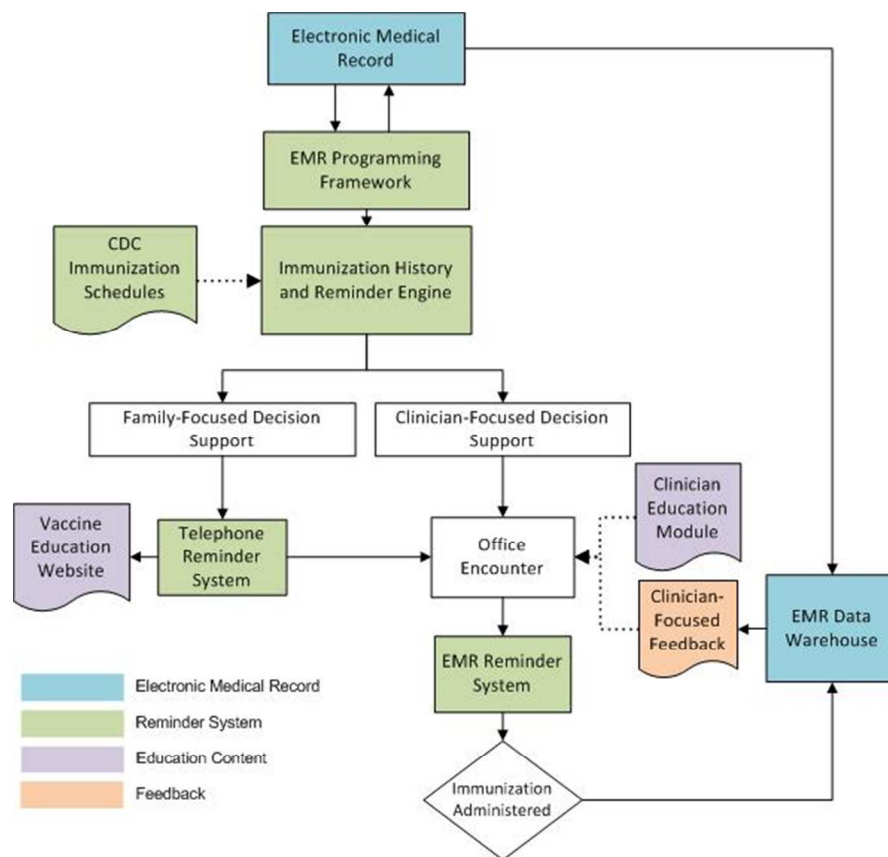 Electronic Medical
Record
EMR Programming
Framework
CDC
Immunization
Schedules
Immunization History
and Reminder Engine
Family-Focused Decision
Support
Clinician-Focused Decision
Support
Vaccine
Education
Website
Telephone
Reminder
System
Office
Encounter
Clinician
Education
Module
Clinician-
Focused
Feedback
EMR Data
Warehouse
EMR Reminder
System
Immunization
Administered
Electronic Medical Record
Reminder System
Education Content
Feedback